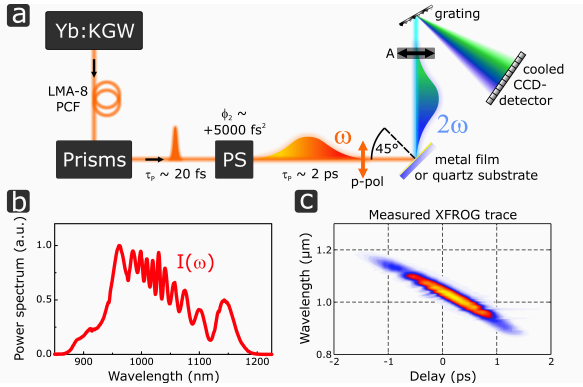 a
Yb:KGW
LMA-8
PCF
Prisms
τP ~ 20 fs
ϕ2 ~
+5000 fs²
PS
τP ~ 2 ps
ω
p-pol
45°
A
grating
cooled
CCD-
detector
2ω
metal film
or quartz substrate
b
Power spectrum (a.u.)
1.0
0.5
0.0
I(ω)
900 1000 1100 1200
Wavelength (nm)
c
Measured XFROG trace
Wavelength (μm)
1.2
1.0
0.8
-2 -1 0 1 2
Delay (ps)